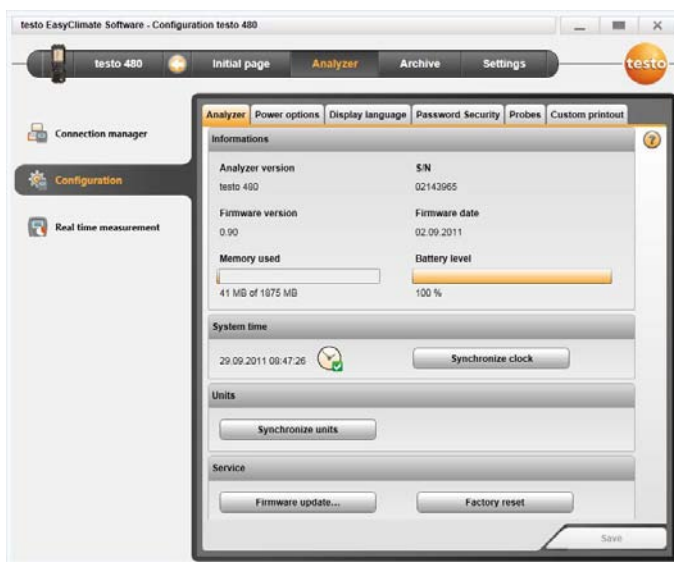 testo EasyClimate Software - Configuration testo 480
testo 480 Initial page Analyzer Archive Settings testo
Connection manager
Configuration
Real time measurement
Analyzer Power options Display language Password Security Probes Custom printout
?
Informations
Analyzer version S/N
testo 480 02143965
Firmware version Firmware date
0.90 02.09.2011
Memory used Battery level
41 MB of 1875 MB 100 %
System time
29.09.2011 08:47:26 Synchronize clock
Units
Synchronize units
Service
Firmware update... Factory reset
Save